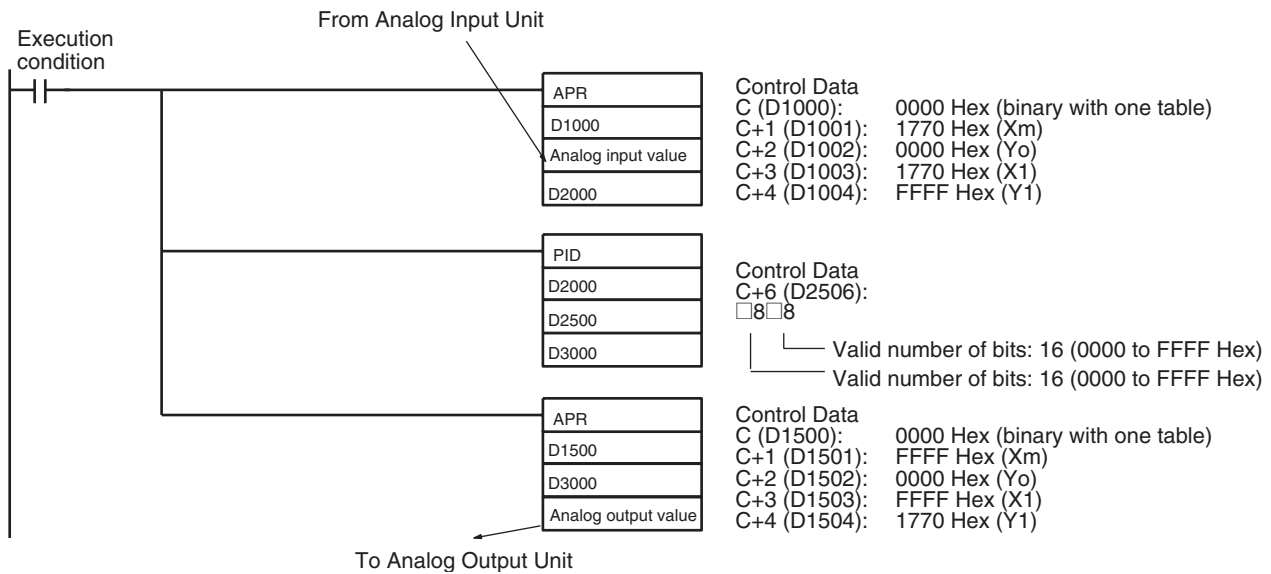 From Analog Input Unit
Execution
condition
APR
D1000
Analog input value
D2000
Control Data
C (D1000): 0000 Hex (binary with one table)
C+1 (D1001): 1770 Hex (Xm)
C+2 (D1002): 0000 Hex (Yo)
C+3 (D1003): 1770 Hex (X1)
C+4 (D1004): FFFF Hex (Y1)
PID
D2000
D2500
D3000
Control Data
C+6 (D2506):
□8□8
Valid number of bits: 16 (0000 to FFFF Hex)
Valid number of bits: 16 (0000 to FFFF Hex)
APR
D1500
D3000
Analog output value
Control Data
C (D1500): 0000 Hex (binary with one table)
C+1 (D1501): FFFF Hex (Xm)
C+2 (D1502): 0000 Hex (Yo)
C+3 (D1503): FFFF Hex (X1)
C+4 (D1504): 1770 Hex (Y1)
To Analog Output Unit